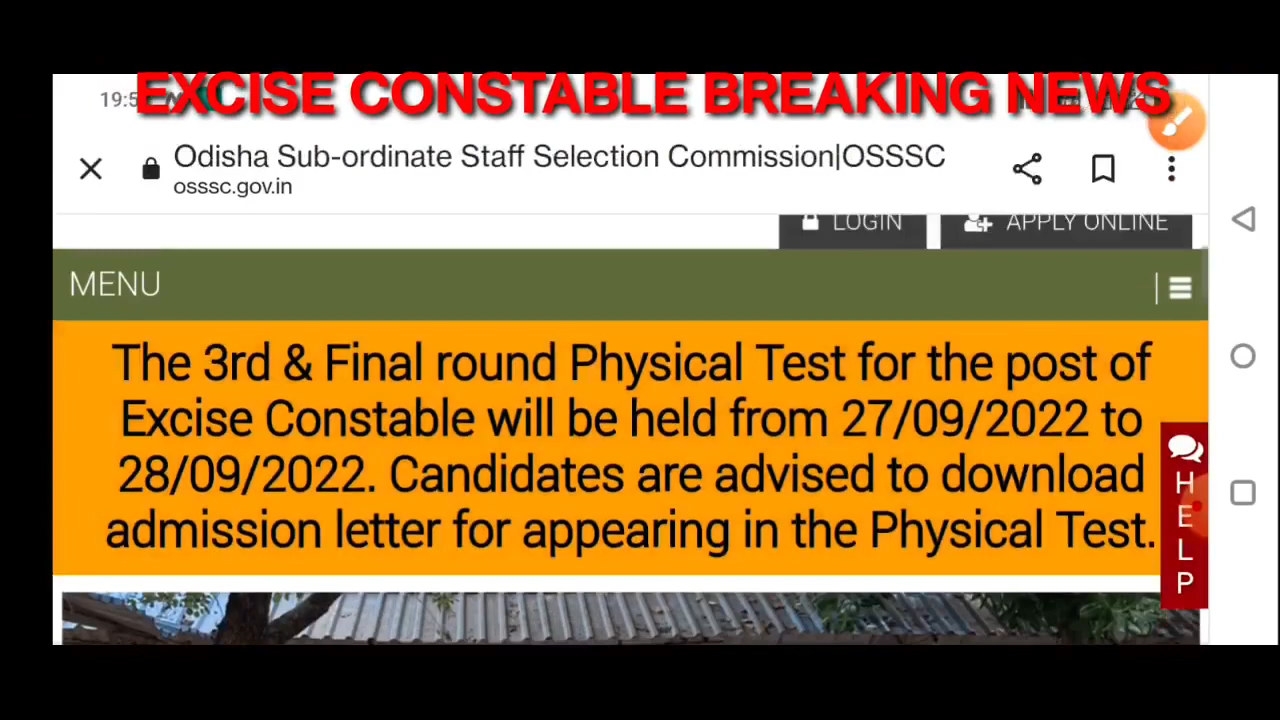 EXCISE CONSTABLE BREAKING NEWS
Odisha Sub-ordinate Staff Selection Commission|OSSSC
osssc.gov.in
LOGIN
APPLY ONLINE
MENU
The 3rd & Final round Physical Test for the post of
Excise Constable will be held from 27/09/2022 to
28/09/2022. Candidates are advised to download
admission letter for appearing in the Physical Test.
HELP